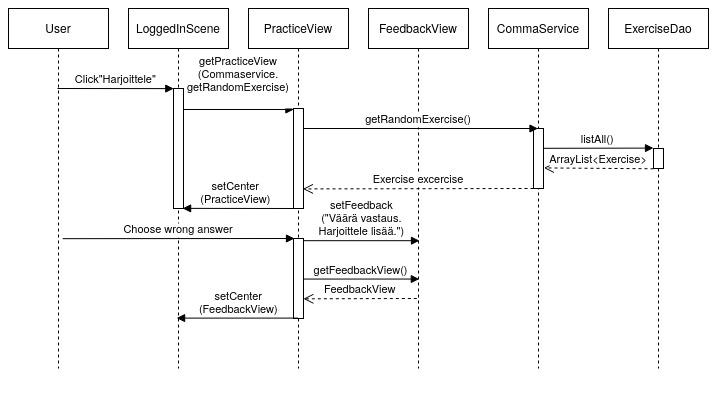 User
LoggedInScene
PracticeView
FeedbackView
CommaService
ExerciseDao
getPracticeView
(Commaservice.
getRandomExercise)
Click"Harjoittele"
getRandomExercise()
listAll()
ArrayList<Exercise>
Exercise excercise
setCenter
(PracticeView)
setFeedback
("Väärä vastaus.
Harjoittele lisää.")
Choose wrong answer
getFeedbackView()
FeedbackView
setCenter
(FeedbackView)